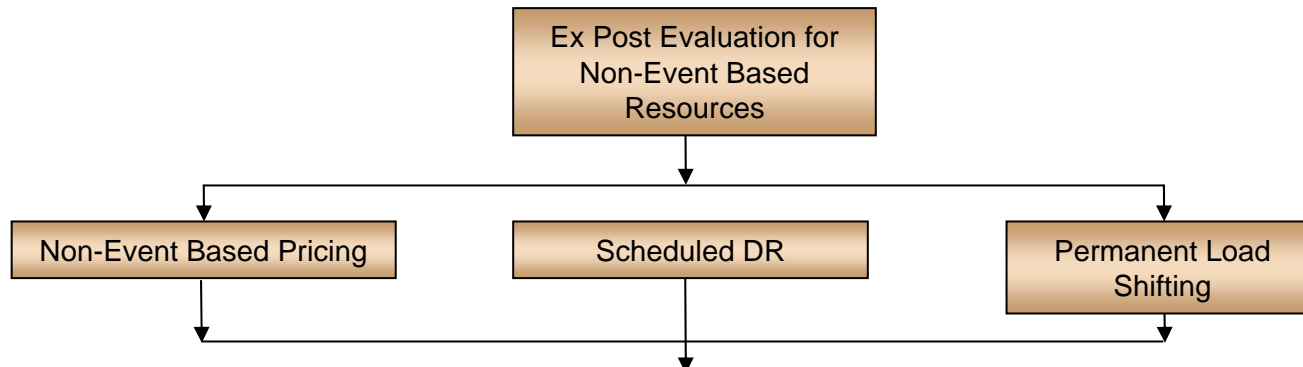 Ex Post Evaluation for
Non-Event Based
Resources
Non-Event Based Pricing
Scheduled DR
Permanent Load
Shifting